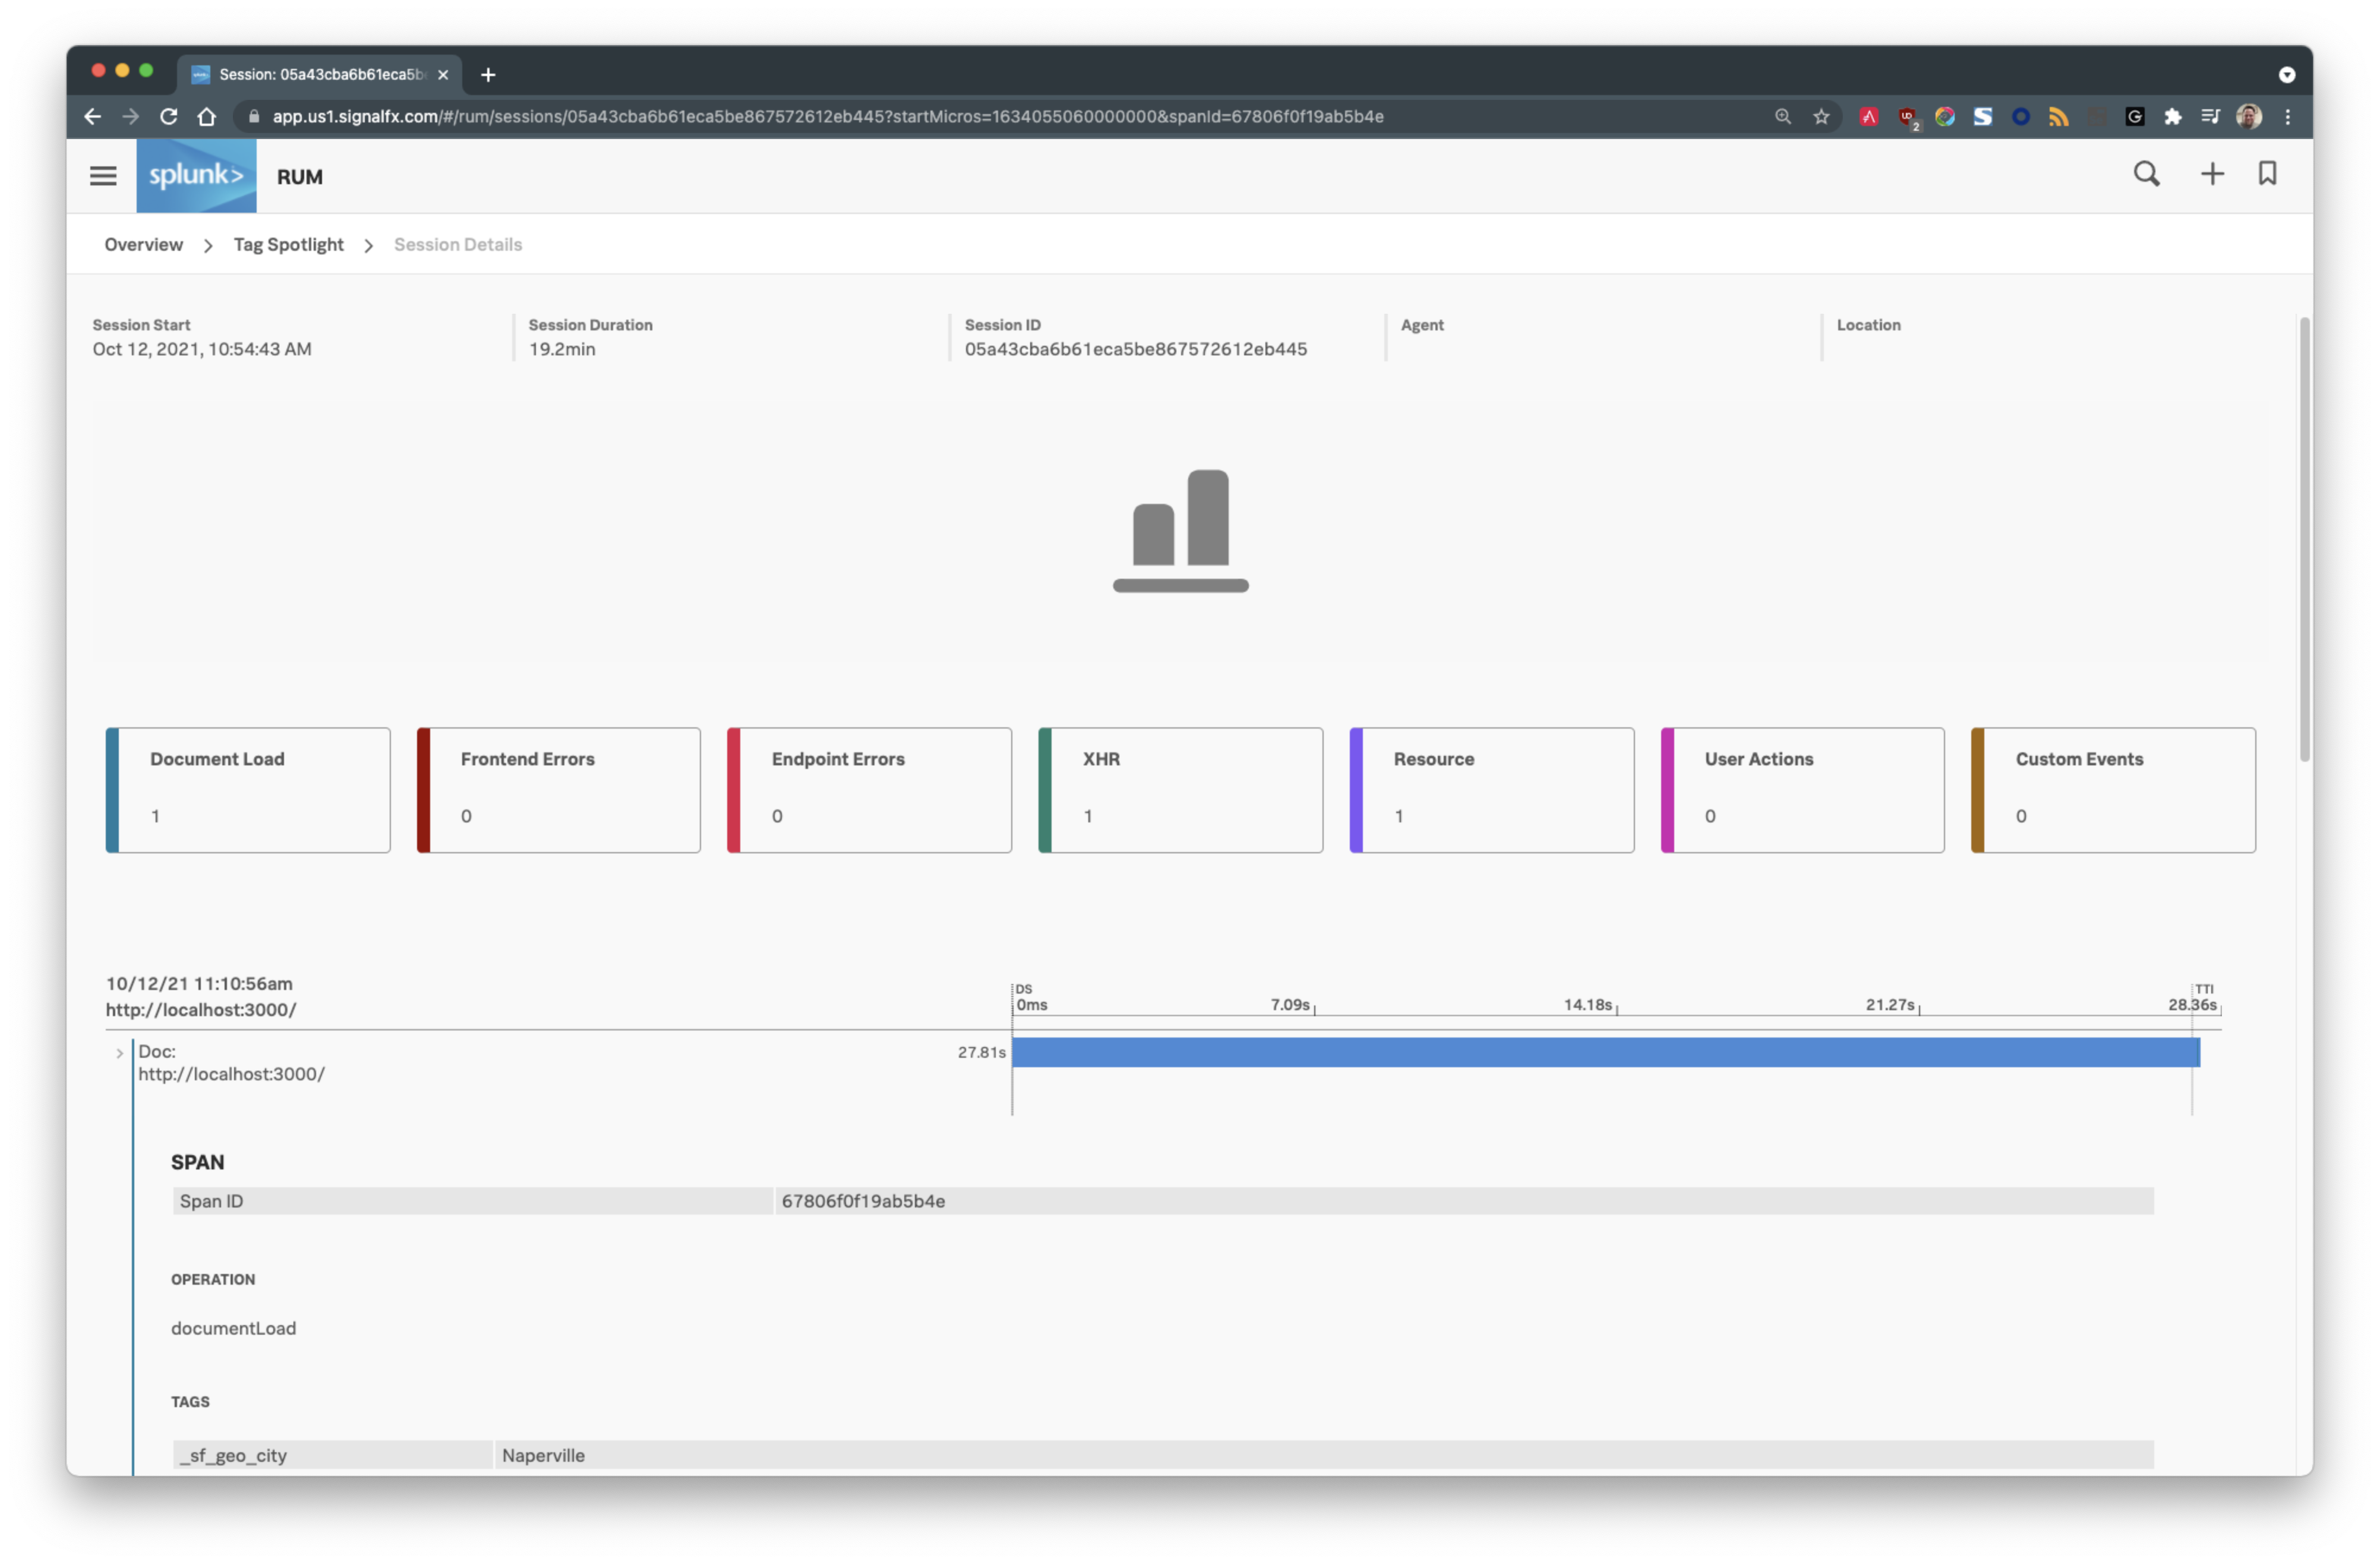 Session: 05a43cba6b61eca5be
app.us1.signalfx.com/#/rum/sessions/05a43cba6b61eca5be867572612eb445?startMicros=1634055060000000&spanId=67806f0f19ab5b4e
2
splunk> RUM
Overview > Tag Spotlight > Session Details
Session Start
Oct 12, 2021, 10:54:43 AM
Session Duration
19.2min
Session ID
05a43cba6b61eca5be867572612eb445
Agent
Location
Document Load
1
Frontend Errors
0
Endpoint Errors
0
XHR
1
Resource
1
User Actions
0
Custom Events
0
10/12/21 11:10:56am
http://localhost:3000/
DS
TTI
0ms 7.09s 14.18s 21.27s 28.36s
Doc:
http://localhost:3000/
27.81s
SPAN
Span ID 67806f0f19ab5b4e
OPERATION
documentLoad
TAGS
_sf_geo_city Naperville